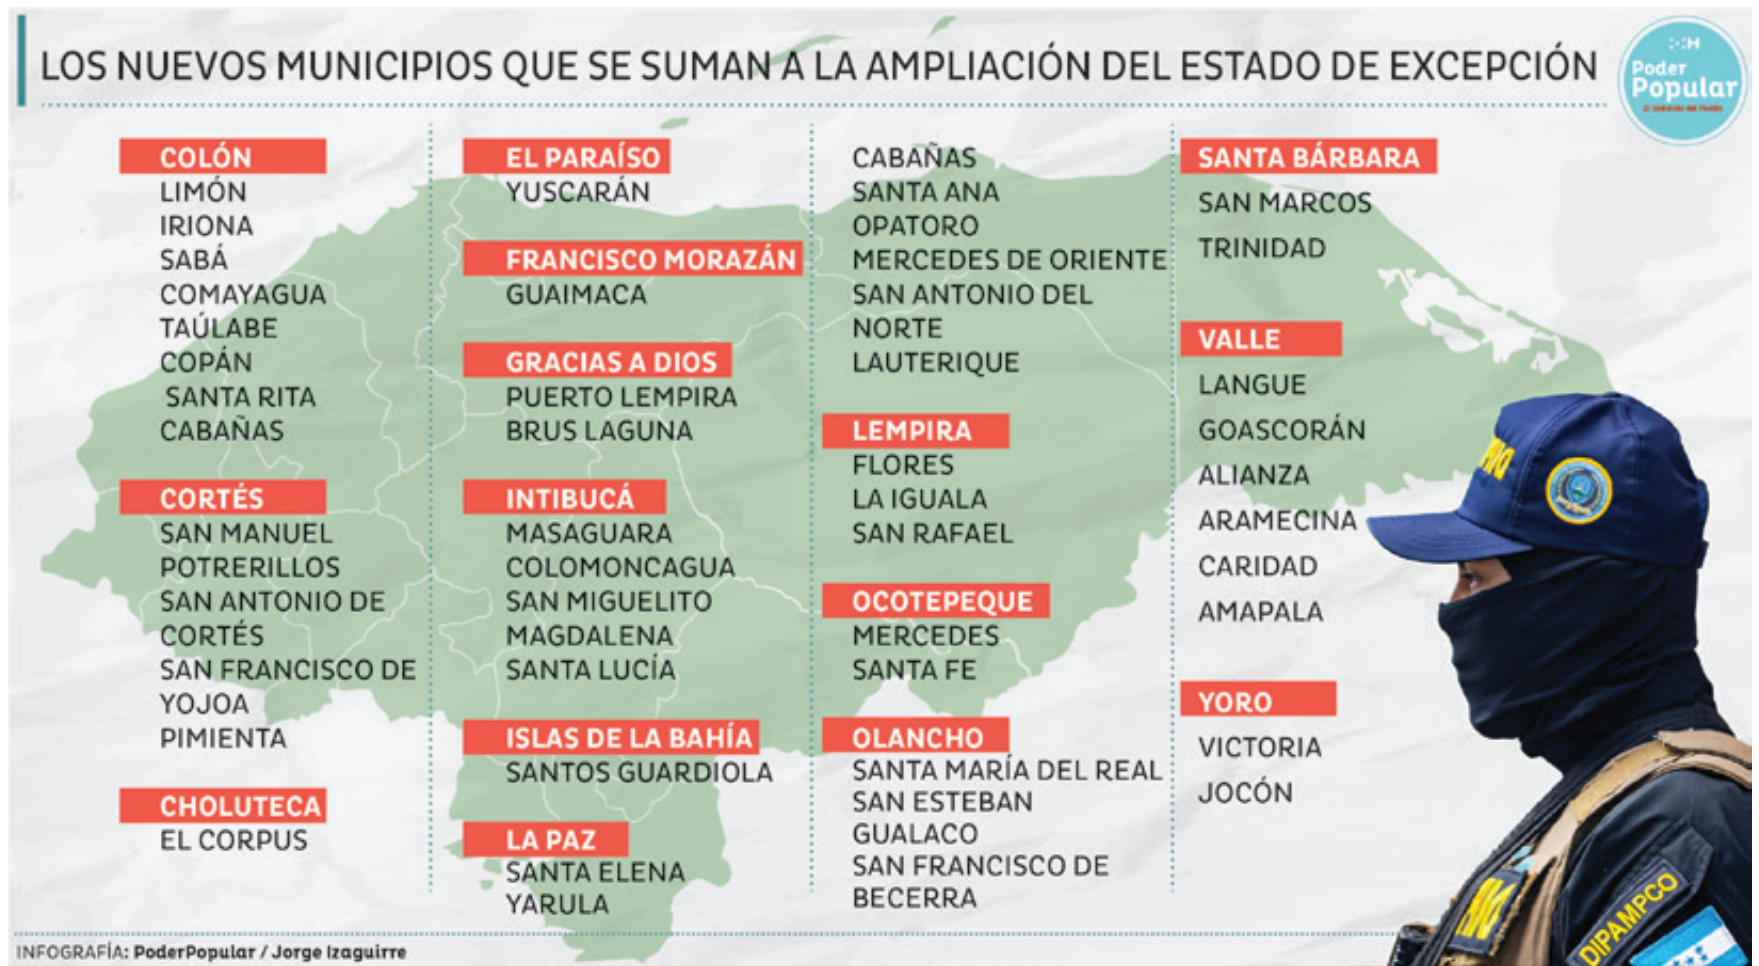 LOS NUEVOS MUNICIPIOS QUE SE SUMAN A LA AMPLIACIÓN DEL ESTADO DE EXCEPCIÓN
Poder
Popular
COLÓN
LIMÓN
IRIONA
SABÁ
COMAYAGUA
TAÚLABE
COPÁN
SANTA RITA
CABAÑAS
CORTÉS
SAN MANUEL
POTRERILLOS
SAN ANTONIO DE
CORTÉS
SAN FRANCISCO DE
YOJOA
PIMIENTA
CHOLUTECA
EL CORPUS
EL PARAÍSO
YUSCARÁN
FRANCISCO MORAZÁN
GUAIMACA
GRACIAS A DIOS
PUERTO LEMPIRA
BRUS LAGUNA
INTIBUCÁ
MASAGUARA
COLOMONCAGUA
SAN MIGUELITO
MAGDALENA
SANTA LUCÍA
ISLAS DE LA BAHÍA
SANTOS GUARDIOLA
LA PAZ
SANTA ELENA
YARULA
CABAÑAS
SANTA ANA
OPATORO
MERCEDES DE ORIENTE
SAN ANTONIO DEL
NORTE
LAUTERIQUE
LEMPIRA
FLORES
LA IGUALA
SAN RAFAEL
OCOTEPEQUE
MERCEDES
SANTA FE
OLANCHO
SANTA MARÍA DEL REAL
SAN ESTEBAN
GUALACO
SAN FRANCISCO DE
BECERRA
SANTA BÁRBARA
SAN MARCOS
TRINIDAD
VALLE
LANGUE
GOASCORÁN
ALIANZA
ARAMECINA
CARIDAD
AMAPALA
YORO
VICTORIA
JOCÓN
DIPAMPCO
INFOGRAFÍA: PoderPopular / Jorge Izaguirre